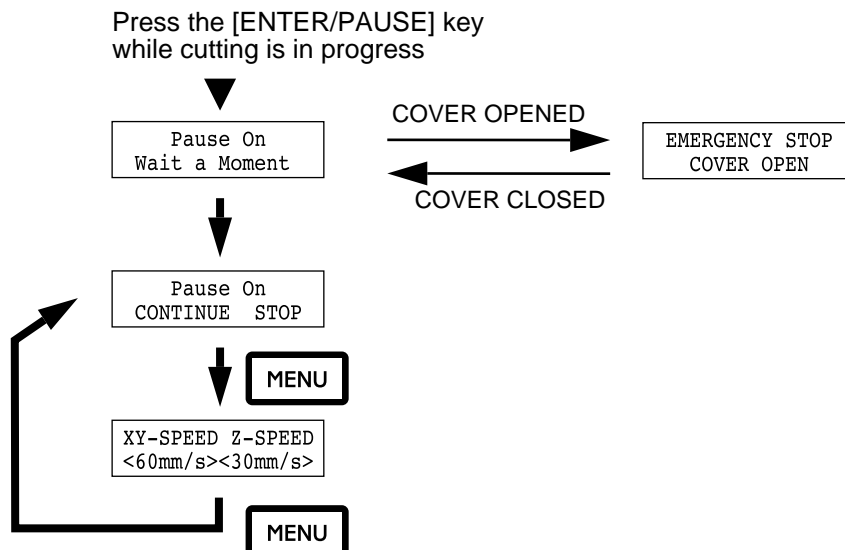 Press the [ENTER/PAUSE] key
while cutting is in progress
Pause On
Wait a Moment
COVER OPENED
COVER CLOSED
EMERGENCY STOP
COVER OPEN
Pause On
CONTINUE STOP
MENU
XY-SPEED Z-SPEED
<60mm/s><30mm/s>
MENU